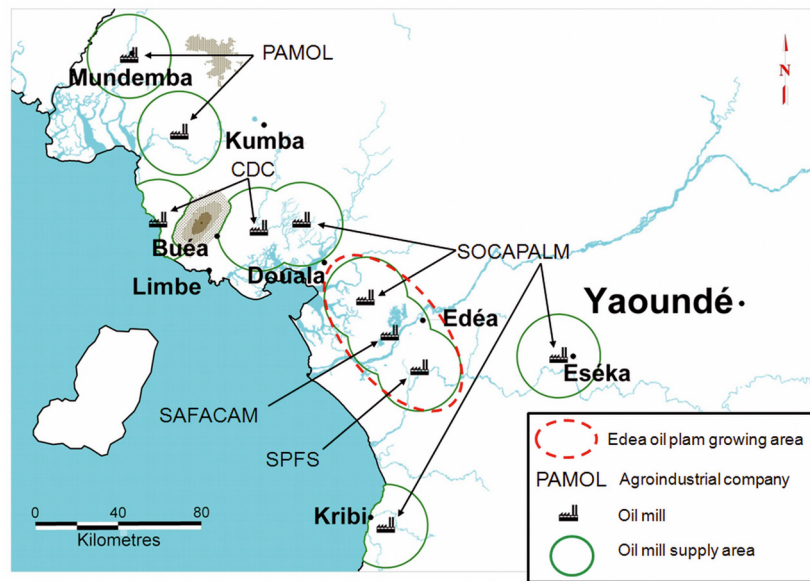 PAMOL
Mundemba
N
Kumba
CDC
Buéa
SOCAPALM
Limbe
Douala
Yaoundé
Edéa
Eséka
SAFACAM
SPFS
Kribi
0 40 80
Kilometres
Edea oil plam growing area
PAMOL Agroindustrial company
Oil mill
Oil mill supply area